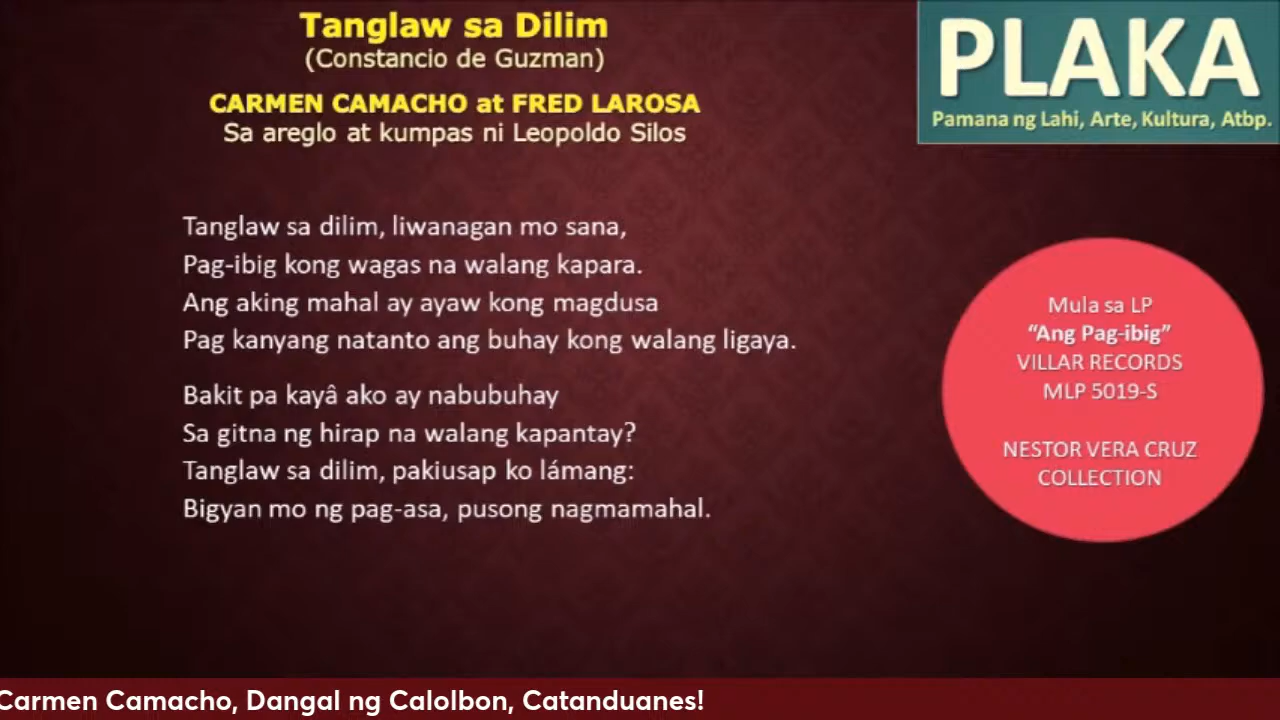 Tanglaw sa Dilim
(Constancio de Guzman)
CARMEN CAMACHO at FRED LAROSA
Sa areglo at kumpas ni Leopoldo Silos
PLAKA
Pamana ng Lahi, Arte, Kultura, Atbp.
Tanglaw sa dilim, liwanagan mo sana,
Pag-ibig kong wagas na walang kapara.
Ang aking mahal ay ayaw kong magdusa
Pag kanyang natanto ang buhay kong walang ligaya.
Bakit pa kayâ ako ay nabubuhay
Sa gitna ng hirap na walang kapantay?
Tanglaw sa dilim, pakiusap ko lámang:
Bigyan mo ng pag-asa, pusong nagmamahal.
Mula sa LP
“Ang Pag-ibig”
VILLAR RECORDS
MLP 5019-S
NESTOR VERA CRUZ
COLLECTION
Carmen Camacho, Dangal ng Calolbon, Catanduanes!